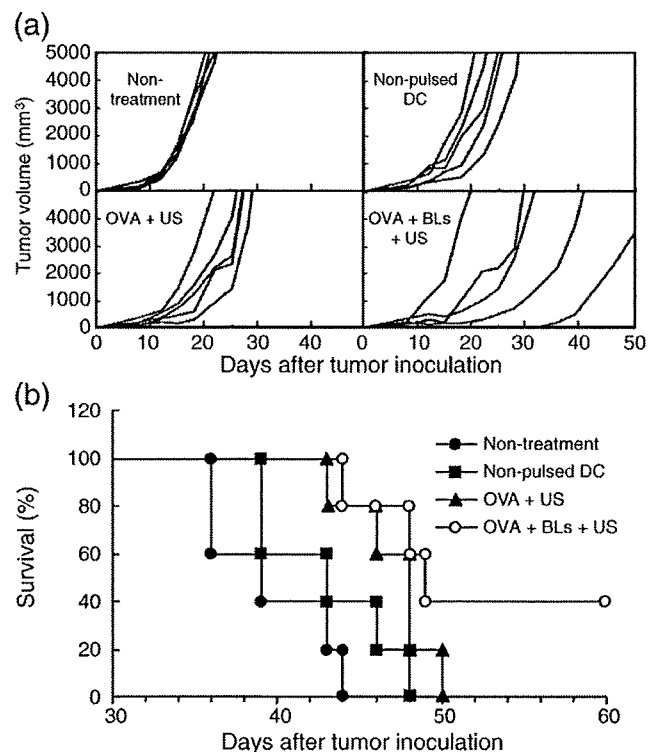 (a)
5000
4000
3000
2000
1000
0
Non-
treatment
Non-pulsed
DC
Tumor volume (mm³)
4000
3000
2000
1000
0
OVA + US
OVA + BLs
+ US
0 10 20 30 40 0 10 20 30 40 50
Days after tumor inoculation
(b)
120
100
80
60
40
20
0
Survival (%)
Non-treatment
Non-pulsed DC
OVA + US
OVA + BLs + US
30 40 50 60
Days after tumor inoculation